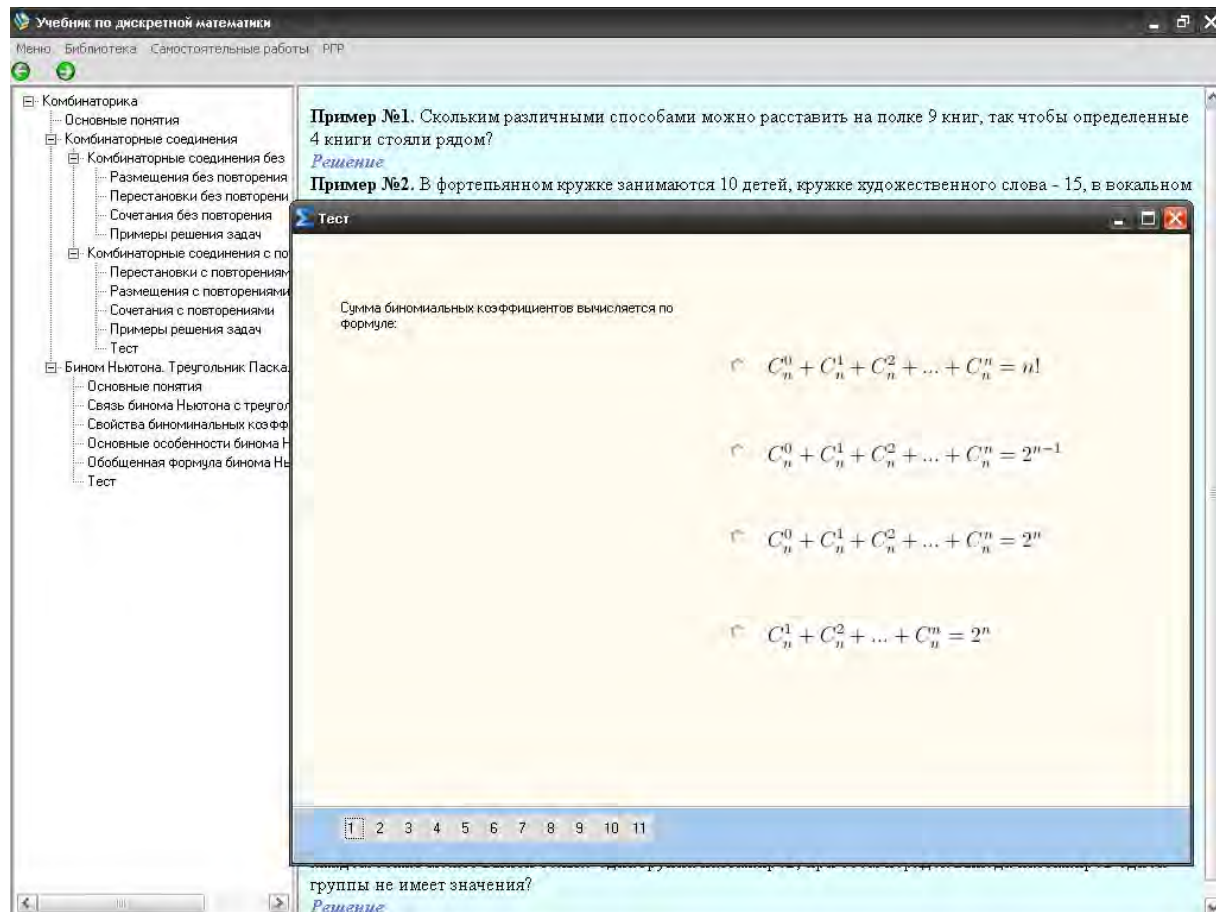 Учебник по дискретной математики
Меню Библиотека Самостоятельные работы РГР
Комбинаторика
Основные понятия
Комбинаторные соединения
Комбинаторные соединения без
Размещения без повторения
Перестановки без повторени
Сочетания без повторения
Примеры решения задач
Комбинаторные соединения с по
Перестановки с повторениям
Размещения с повторениями
Сочетания с повторениями
Примеры решения задач
Тест
Бином Ньютона. Треугольник Паска
Основные понятия
Связь бинома Ньютона с треугол
Свойства биноминальных коэфф
Основные особенности бинома Н
Обобщенная формула бинома Нь
Тест
Пример №1. Скольким различными способами можно расставить на полке 9 книг, так чтобы определенные
4 книги стояли рядом?
Решение
Пример №2. В фортепьянном кружке занимаются 10 детей, кружке художественного слова - 15, в вокальном
Тест
Сумма биномиальных коэффициентов вычисляется по
формуле:
C_n^0 + C_n^1 + C_n^2 + ... + C_n^n = n!
C_n^0 + C_n^1 + C_n^2 + ... + C_n^n = 2^{n-1}
C_n^0 + C_n^1 + C_n^2 + ... + C_n^n = 2^n
C_n^1 + C_n^2 + ... + C_n^n = 2^n
1 2 3 4 5 6 7 8 9 10 11
группы не имеет значения?
Решение